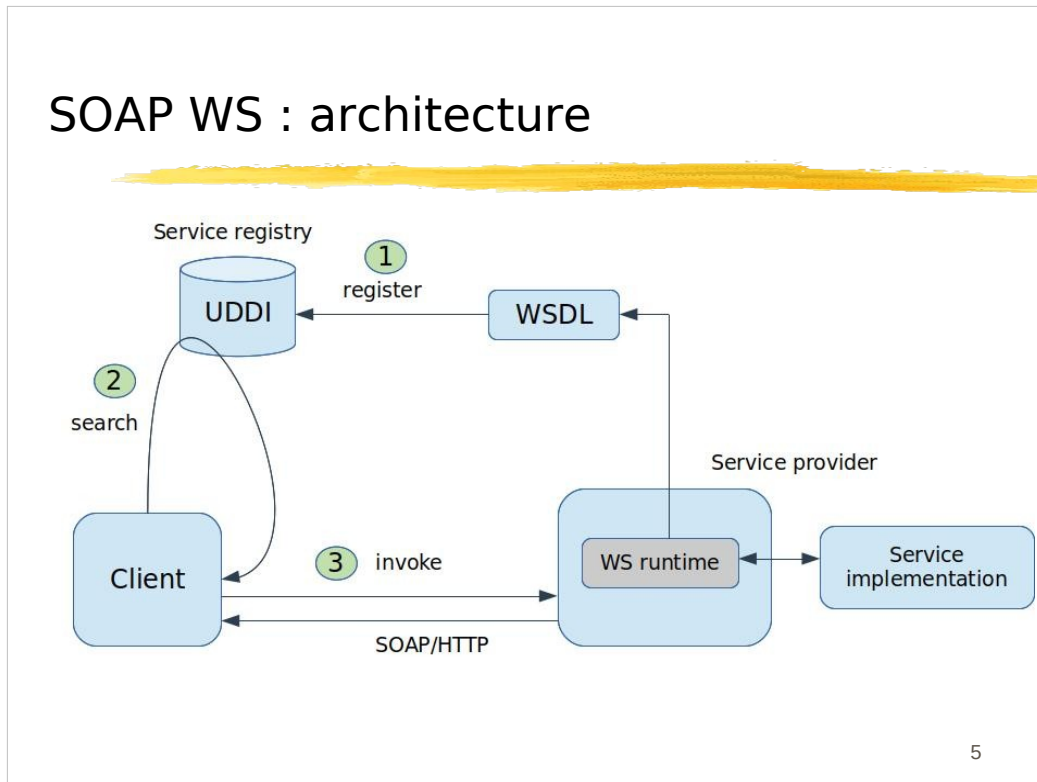 SOAP WS : architecture
Service registry
1
register
UDDI
WSDL
2
search
Service provider
3
invoke
Client
WS runtime
Service
implementation
SOAP/HTTP
5